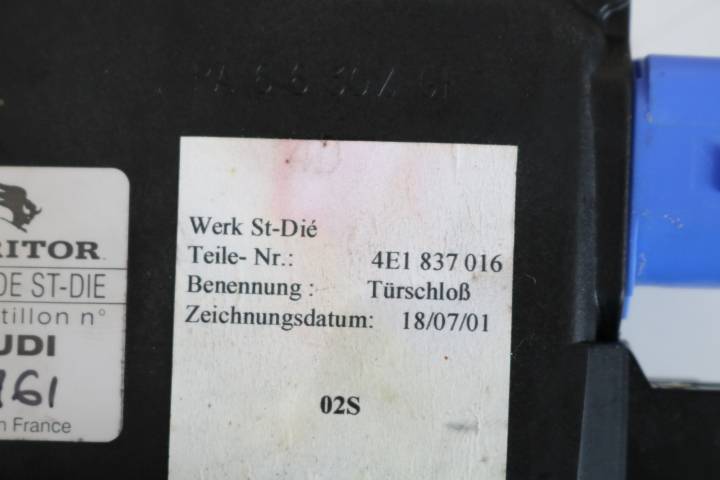 Werk St-Dié
Teile- Nr.: 4E1 837 016
Benennung : Türschloß
Zeichnungsdatum: 18/07/01
02S
RITOR
DE ST-DIE
tillon n°
UDI
161
n France